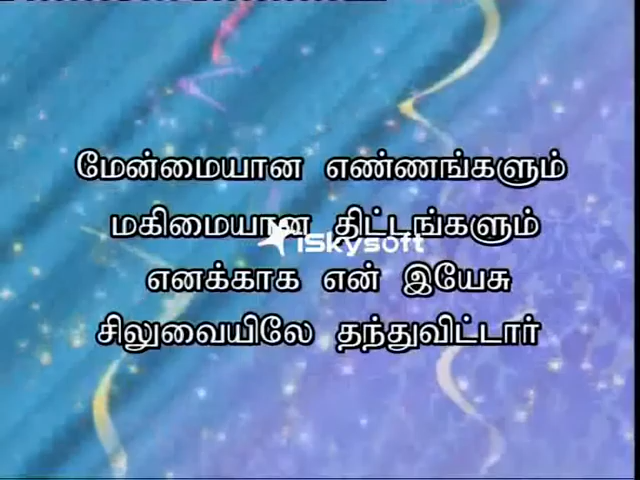 மேன்மையான எண்ணங்களும்
மகிமையான திட்டங்களும்
iSkysoft
எனக்காக என் இயேசு
சிலுவையிலே தந்துவிட்டார்